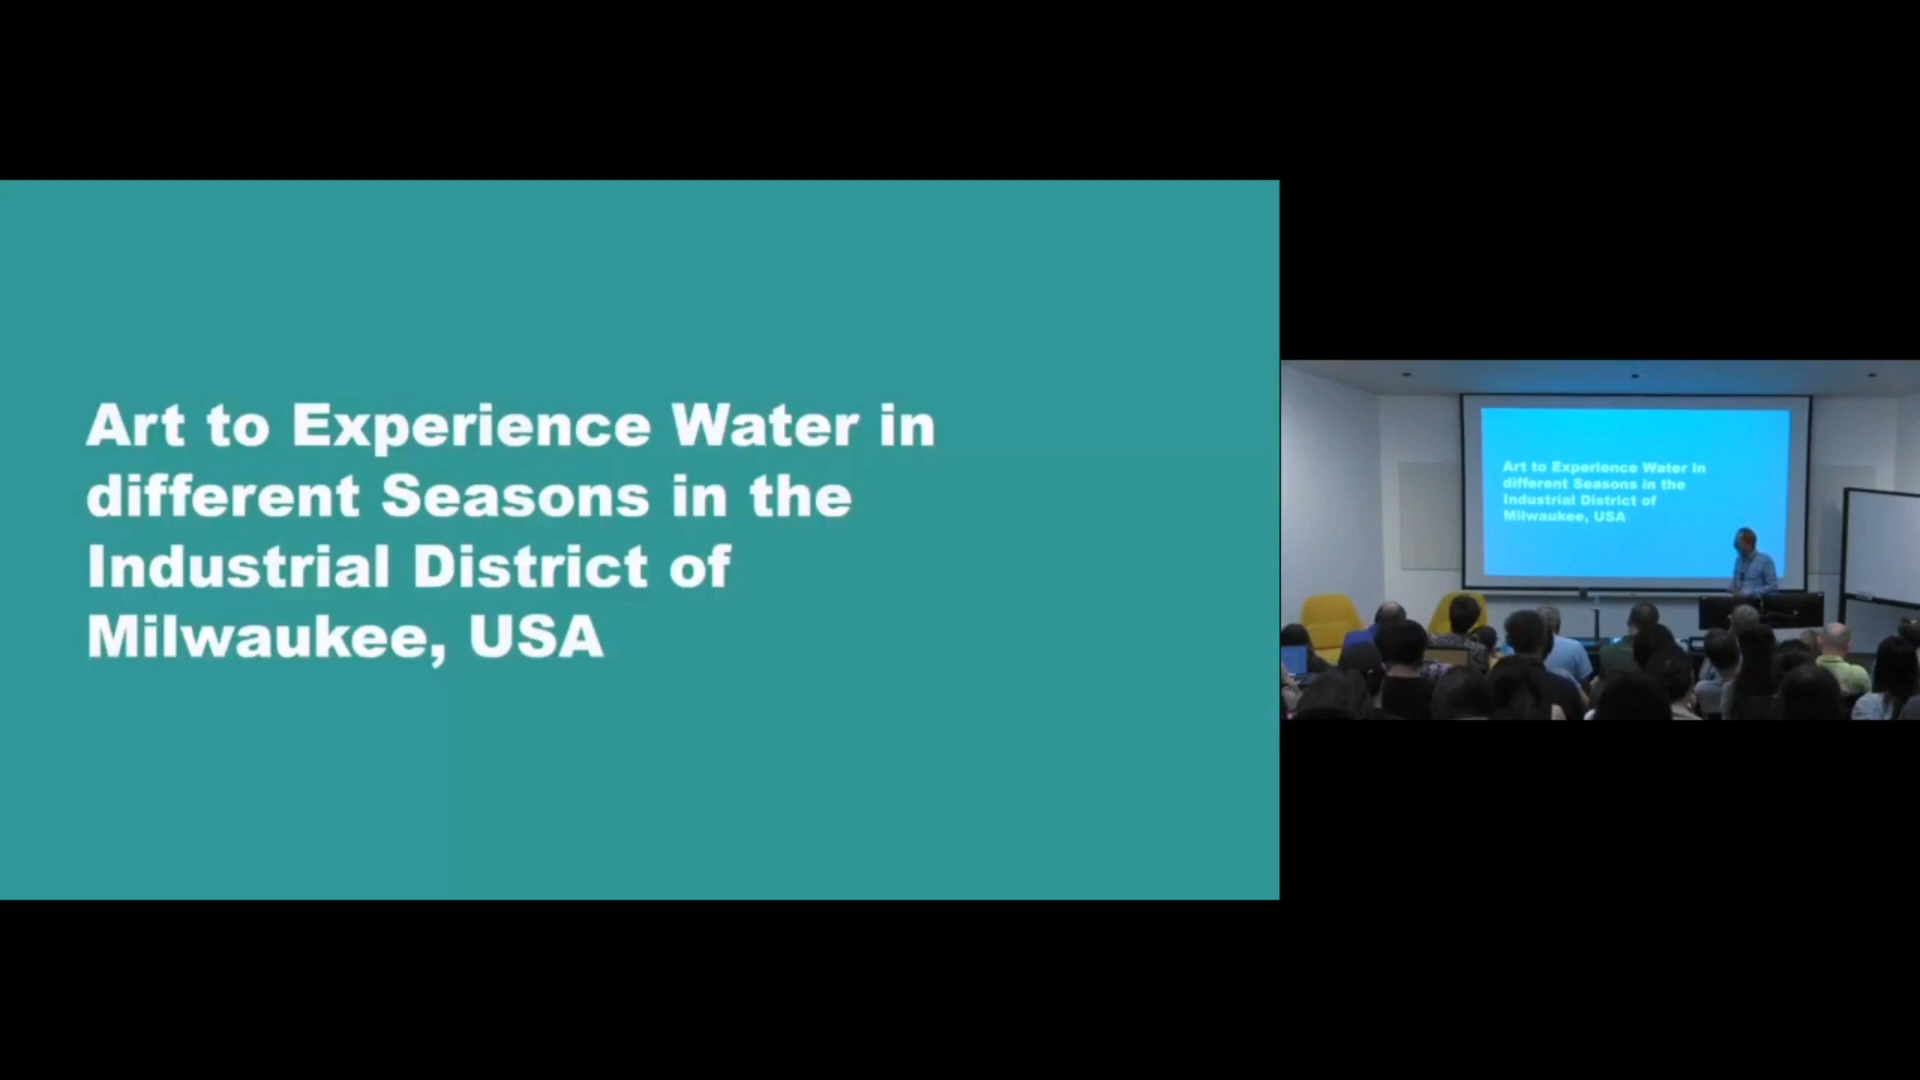 Art to Experience Water in
different Seasons in the
Industrial District of
Milwaukee, USA
Art to Experience Water in
different Seasons in the
Industrial District of
Milwaukee, USA